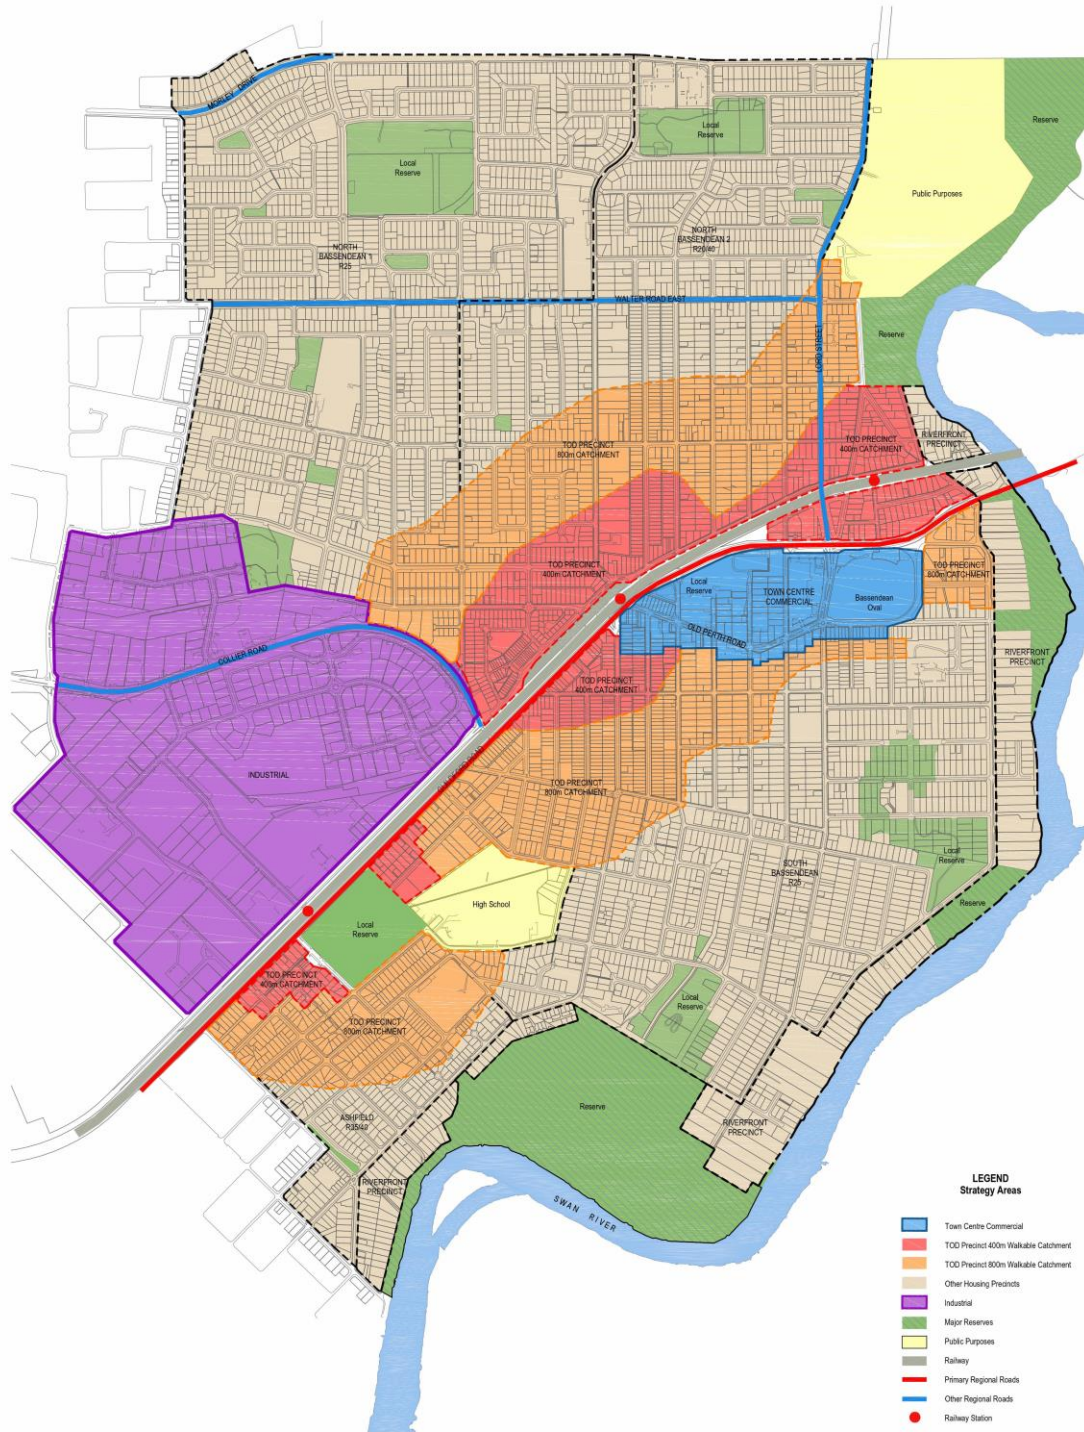 MORLEY DRIVE
Local
Reserve
Local
Reserve
Reserve
Public Purposes
NORTH
BASSENDEAN 1
R25
NORTH
BASSENDEAN 2
R20/40
WALTER ROAD EAST
LORD STREET
Reserve
TOD PRECINCT
800m CATCHMENT
TOD PRECINCT
400m CATCHMENT
RIVERFRONT
PRECINCT
TOD PRECINCT
400m CATCHMENT
Local
Reserve
TOWN CENTRE
COMMERCIAL
Bassendean
Oval
TOD PRECINCT
800m CATCHMENT
OLD PERTH ROAD
COLLIER ROAD
RIVERFRONT
PRECINCT
TOD PRECINCT
400m CATCHMENT
INDUSTRIAL
ROAD
TOD PRECINCT
800m CATCHMENT
SOUTH
BASSENDEAN
R25
Local
Reserve
Reserve
High School
Local
Reserve
TOD PRECINCT
400m CATCHMENT
Local
Reserve
TOD PRECINCT
800m CATCHMENT
Reserve
ASHFIELD
R35/40
RIVERFRONT
PRECINCT
RIVERFRONT
PRECINCT
SWAN RIVER
LEGEND
Strategy Areas
Town Centre Commercial
TOD Precinct 400m Walkable Catchment
TOD Precinct 800m Walkable Catchment
Other Housing Precincts
Industrial
Major Reserves
Public Purposes
Railway
Primary Regional Roads
Other Regional Roads
Railway Station